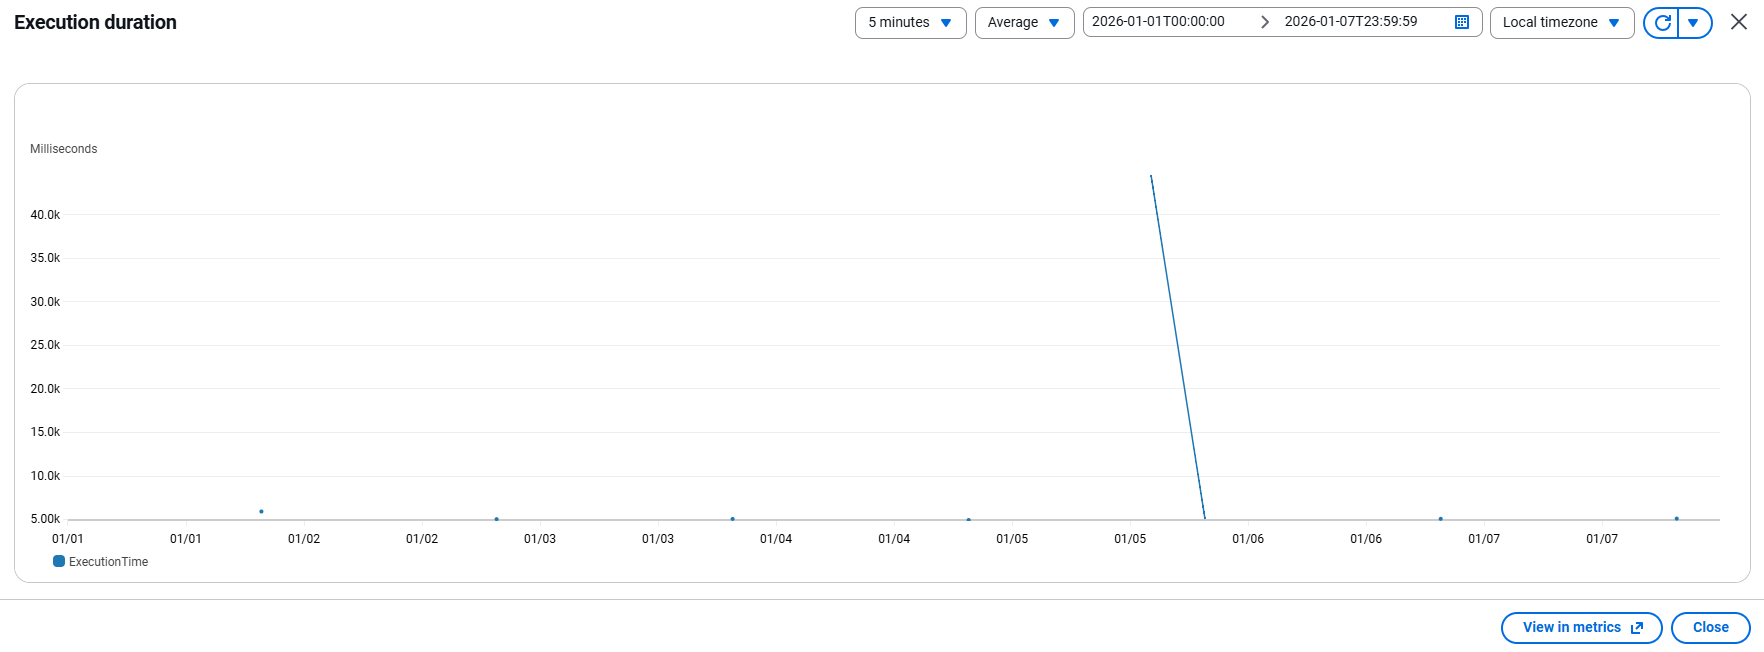 Execution duration
5 minutes
Average
2026-01-01T00:00:00
2026-01-07T23:59:59
Local timezone
Milliseconds
40.0k
35.0k
30.0k
25.0k
20.0k
15.0k
10.0k
5.00k
01/01 01/01 01/02 01/02 01/03 01/03 01/04 01/04 01/05 01/05 01/06 01/06 01/07 01/07
ExecutionTime
View in metrics
Close